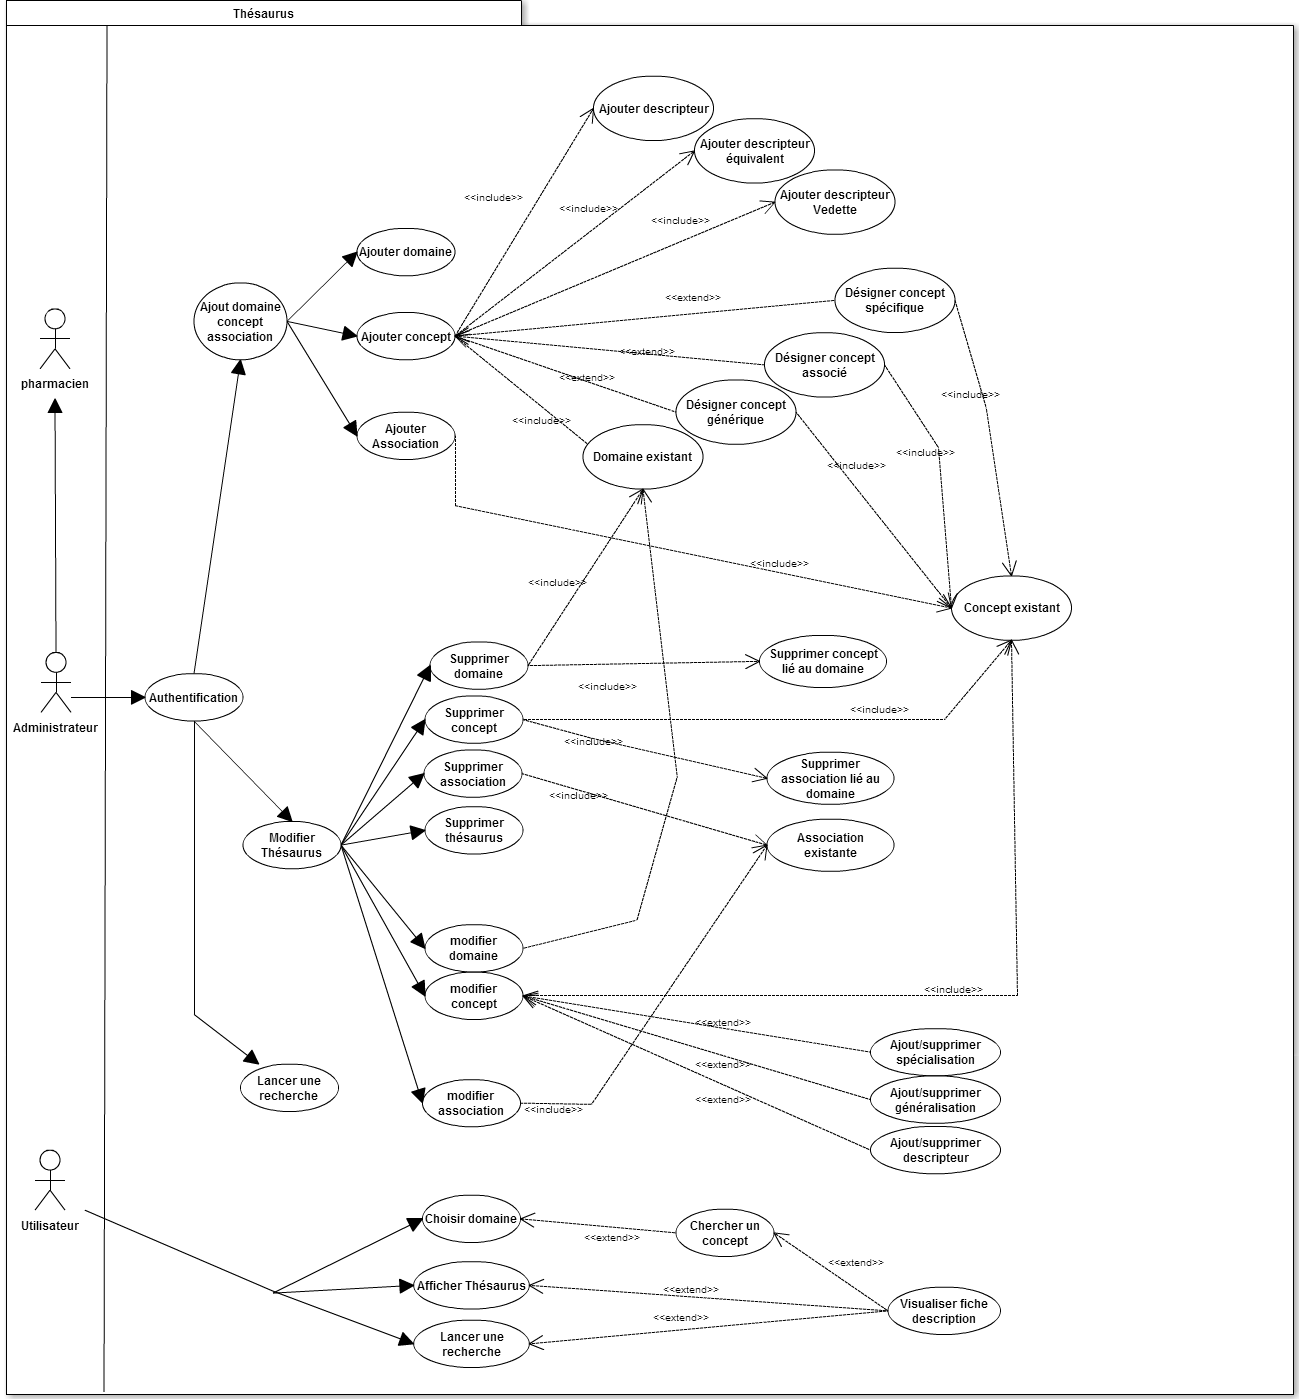 Thésaurus
Ajouter descripteur
Ajouter descripteur
équivalent
Ajouter descripteur
Vedette
<<include>>
<<include>>
<<include>>
Ajouter domaine
Ajout domaine
concept
association
Ajouter concept
<<extend>>
Désigner concept
spécifique
<<extend>>
Désigner concept
associé
<<extend>>
Désigner concept
générique
<<include>>
pharmacien
Ajouter
Association
<<include>>
Domaine existant
<<include>>
<<include>>
<<include>>
<<include>>
Concept existant
Supprimer
domaine
Supprimer concept
lié au domaine
<<include>>
Administrateur
Authentification
Supprimer
concept
<<include>>
<<include>>
Supprimer
association
Supprimer
association lié au
domaine
<<include>>
Supprimer
thésaurus
Modifier
Thésaurus
Association
existante
modifier
domaine
modifier
concept
<<include>>
<<extend>>
Ajout/supprimer
spécialisation
<<extend>>
Ajout/supprimer
généralisation
<<extend>>
Lancer une
recherche
modifier
association
<<include>>
Ajout/supprimer
descripteur
Utilisateur
Choisir domaine
<<extend>>
Chercher un
concept
<<extend>>
Afficher Thésaurus
<<extend>>
Visualiser fiche
description
<<extend>>
Lancer une
recherche